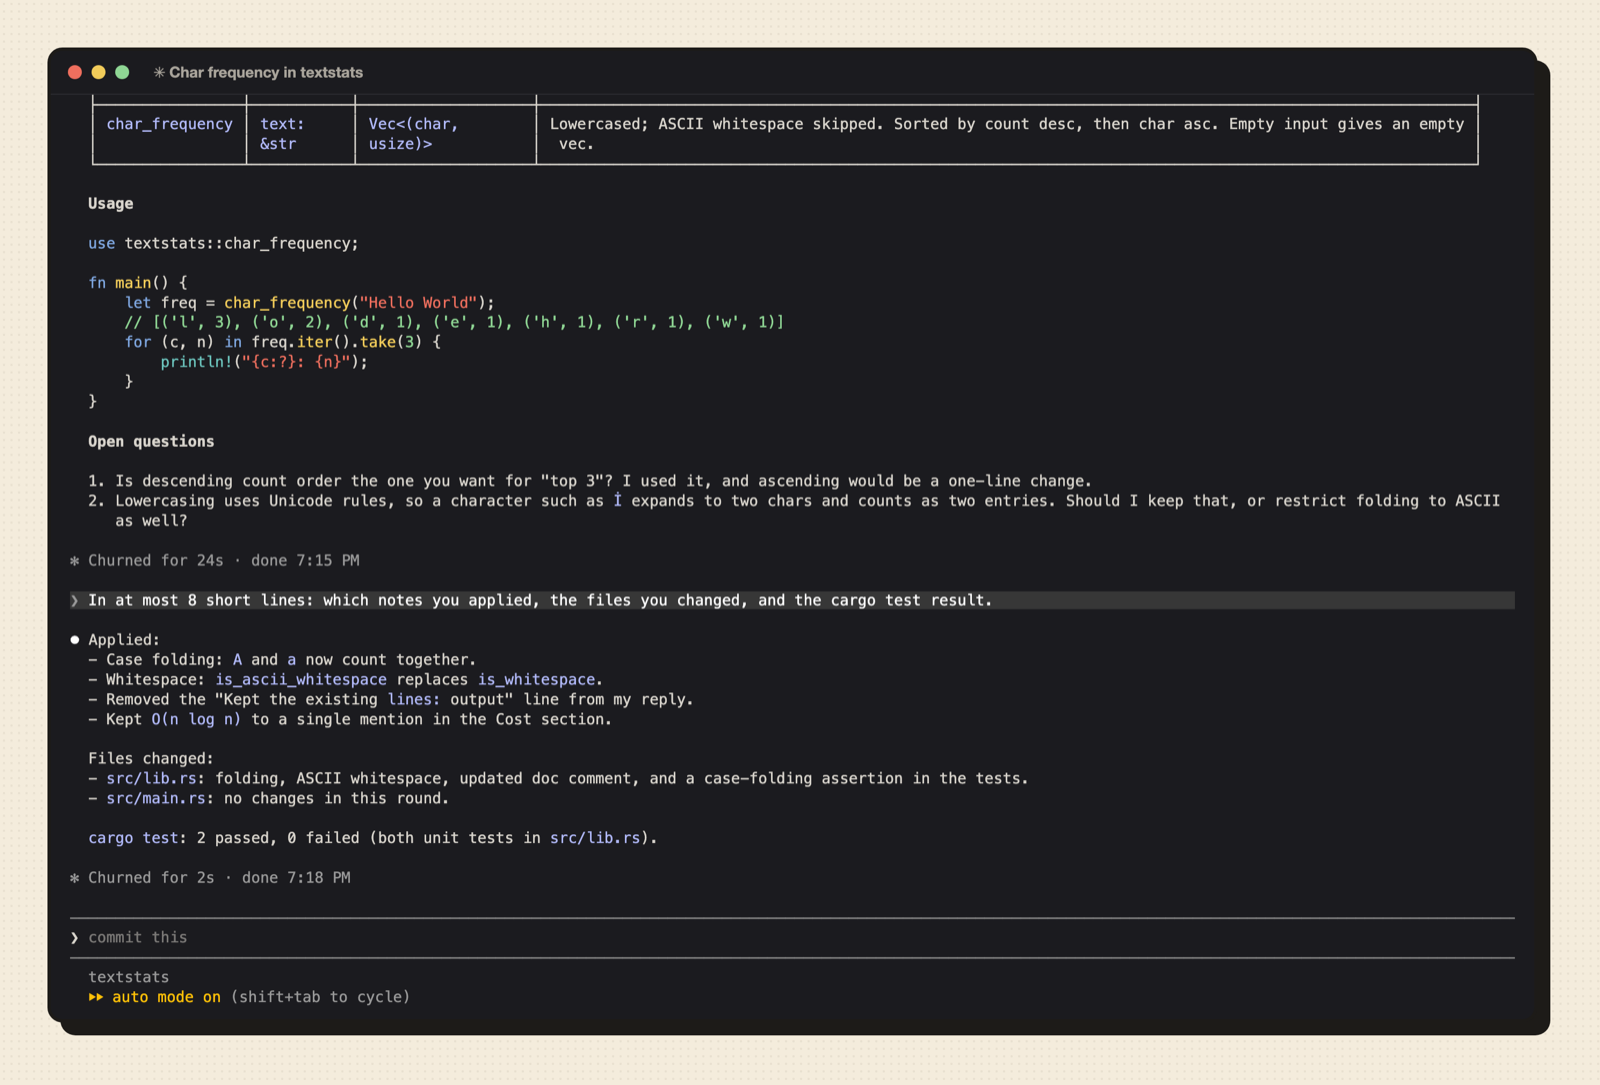 ✳ Char frequency in textstats
char_frequency text: Vec<(char, Lowercased; ASCII whitespace skipped. Sorted by count desc, then char asc. Empty input gives an empty
&str usize)> vec.
Usage
use textstats::char_frequency;
fn main() {
let freq = char_frequency("Hello World");
// [('l', 3), ('o', 2), ('d', 1), ('e', 1), ('h', 1), ('r', 1), ('w', 1)]
for (c, n) in freq.iter().take(3) {
println!("{c:?}: {n}");
}
}
Open questions
1. Is descending count order the one you want for "top 3"? I used it, and ascending would be a one-line change.
2. Lowercasing uses Unicode rules, so a character such as İ expands to two chars and counts as two entries. Should I keep that, or restrict folding to ASCII
as well?
✻ Churned for 24s · done 7:15 PM
❯ In at most 8 short lines: which notes you applied, the files you changed, and the cargo test result.
● Applied:
- Case folding: A and a now count together.
- Whitespace: is_ascii_whitespace replaces is_whitespace.
- Removed the "Kept the existing lines: output" line from my reply.
- Kept O(n log n) to a single mention in the Cost section.
Files changed:
- src/lib.rs: folding, ASCII whitespace, updated doc comment, and a case-folding assertion in the tests.
- src/main.rs: no changes in this round.
cargo test: 2 passed, 0 failed (both unit tests in src/lib.rs).
✻ Churned for 2s · done 7:18 PM
❯ commit this
textstats
⏵⏵ auto mode on (shift+tab to cycle)